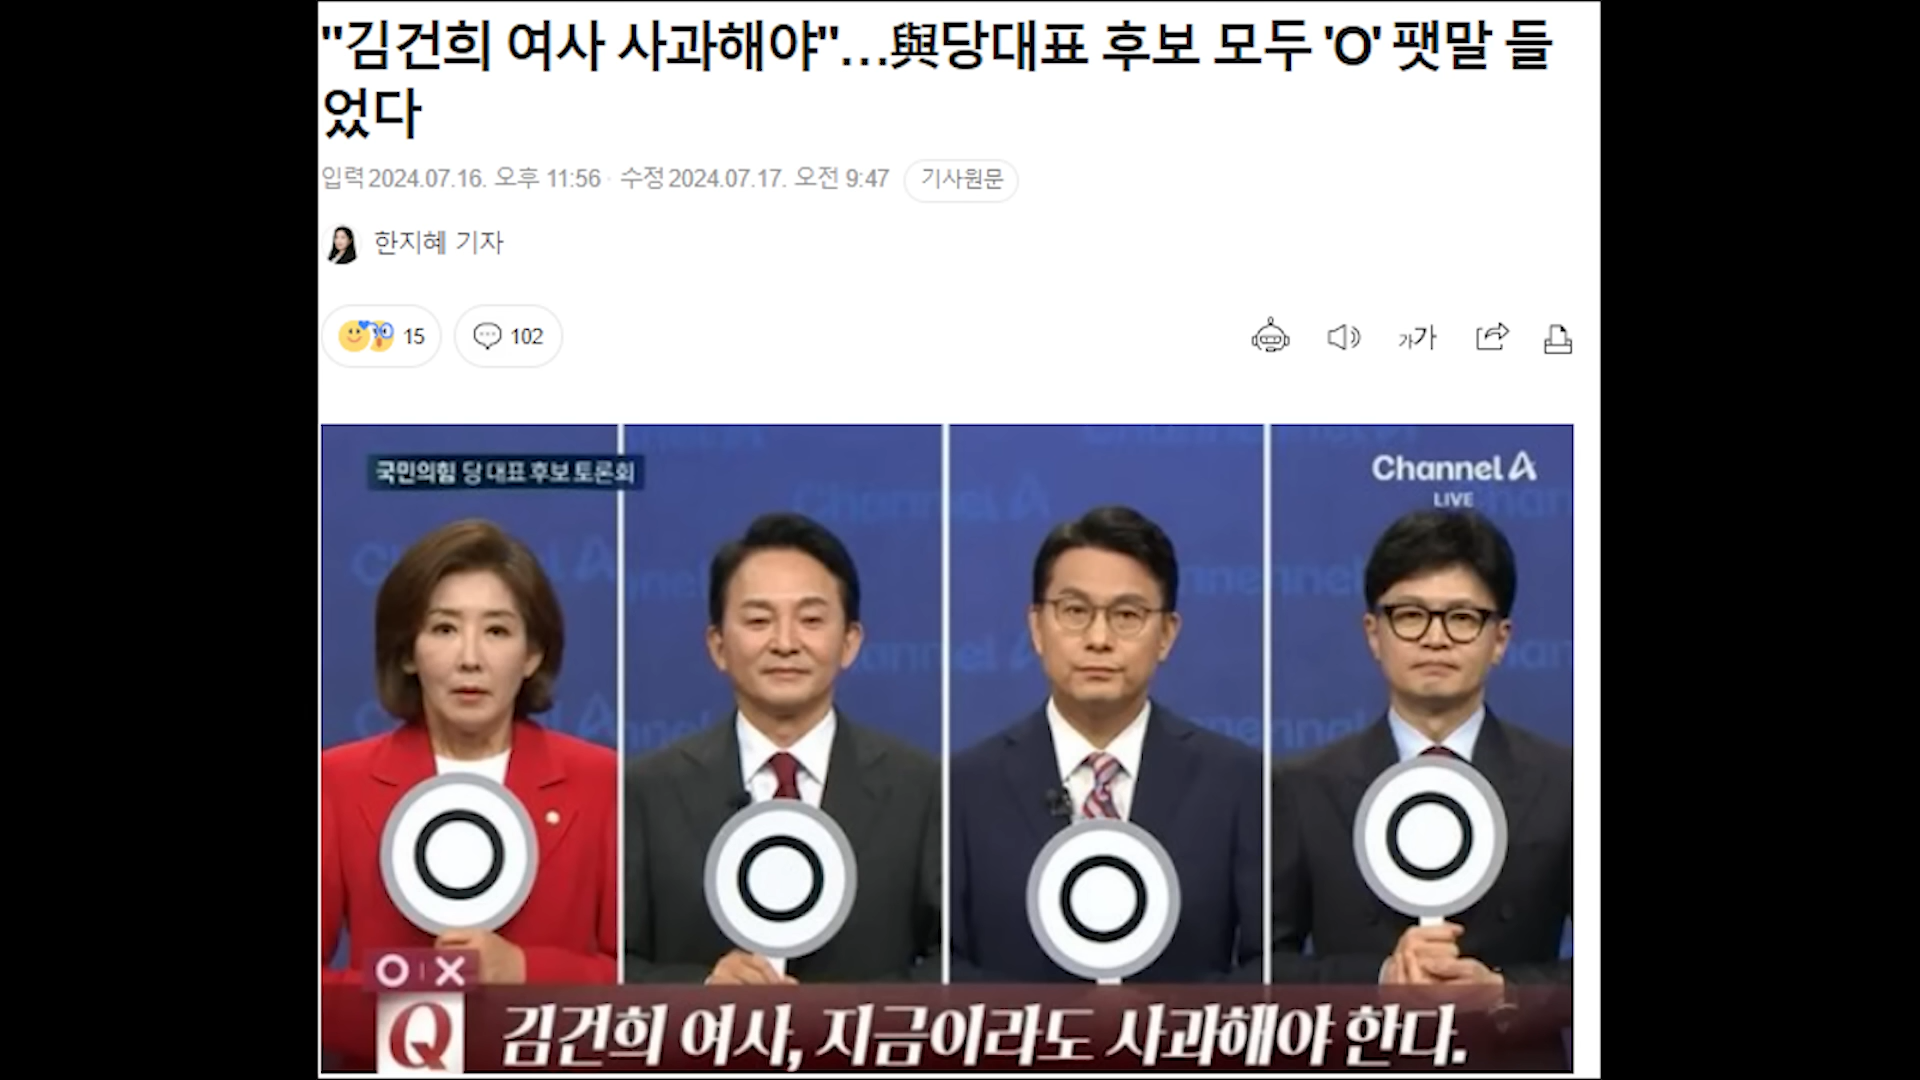 "김건희 여사 사과해야"...與당대표 후보 모두 'O' 팻말 들
었다
입력 2024.07.16. 오후 11:56 · 수정 2024.07.17. 오전 9:47 기사원문
한지혜 기자
15 102
가가
국민의힘 당 대표 후보 토론회
Channel A
LIVE
O X
Q 김건희 여사, 지금이라도 사과해야 한다.